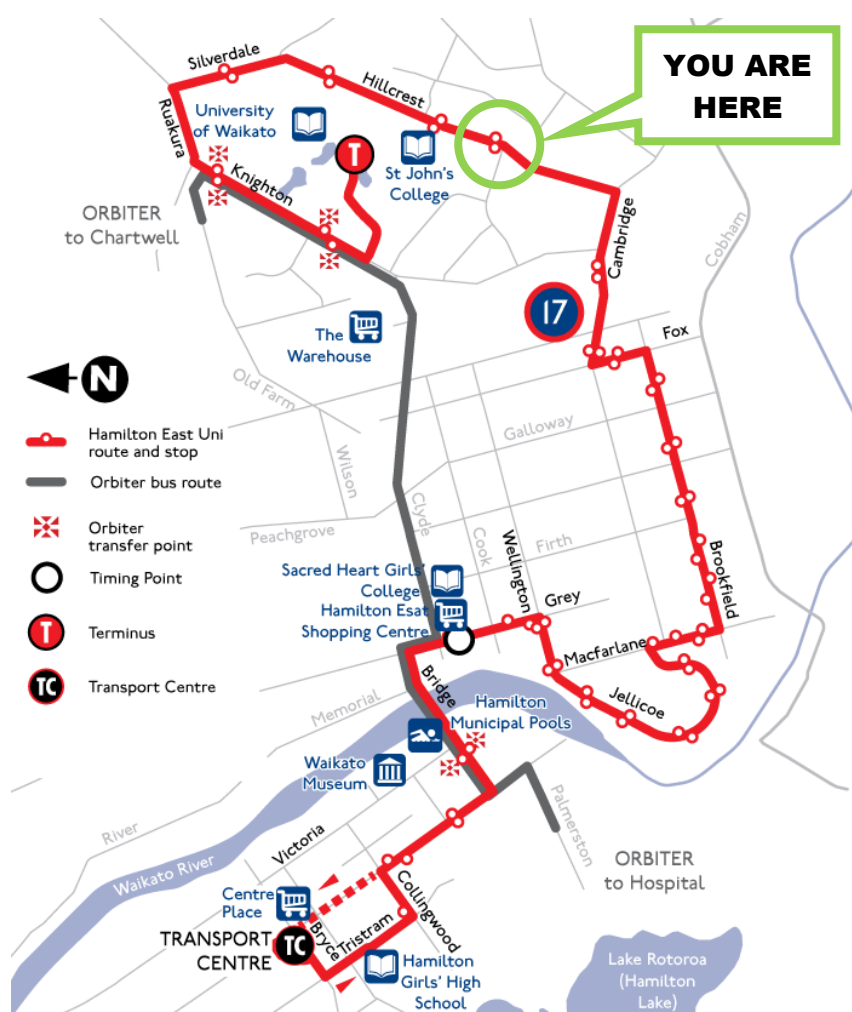 YOU ARE
HERE
Silverdale
Hillcrest
Ruakura
University
of Waikato
T
St John's
College
Knighton
ORBITER
to Chartwell
Cambridge
Cobham
17
The
Warehouse
Fox
N
Old Farm
Galloway
Hamilton East Uni
route and stop
Orbiter bus route
Orbiter
transfer point
Timing Point
T
Terminus
TC
Transport Centre
Wilson
Peachgrove
Clyde
Cook
Firth
Wellington
Brookfield
Sacred Heart Girls'
College
Hamilton Esat
Shopping Centre
Grey
Macfarlane
Jellicoe
Bridge
Memorial
Hamilton
Municipal Pools
Waikato
Museum
River
Waikato River
Victoria
Palmerston
ORBITER
to Hospital
Centre
Place
Collingwood
Bryce
Tristram
TRANSPORT
CENTRE
TC
Hamilton
Girls' High
School
Lake Rotoroa
(Hamilton
Lake)